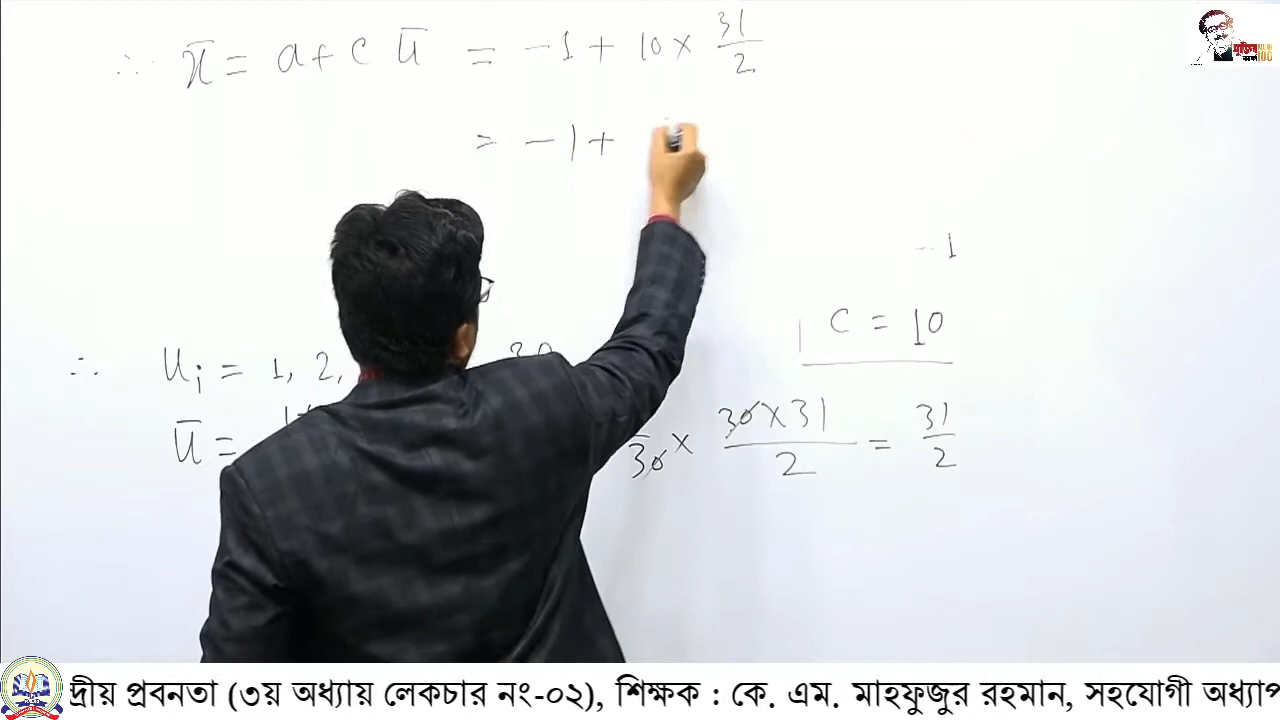 ∴ x̄ = a + c ū = -1 + 10 × 31/2
= -1 +
-1
c = 10
∴ uᵢ = 1, 2, 30
ū = 30 × 30×31/2 = 31/2
দ্রীয় প্রবনতা (৩য় অধ্যায় লেকচার নং-০২), শিক্ষক : কে. এম. মাহফুজুর রহমান, সহযোগী অধ্যাপ